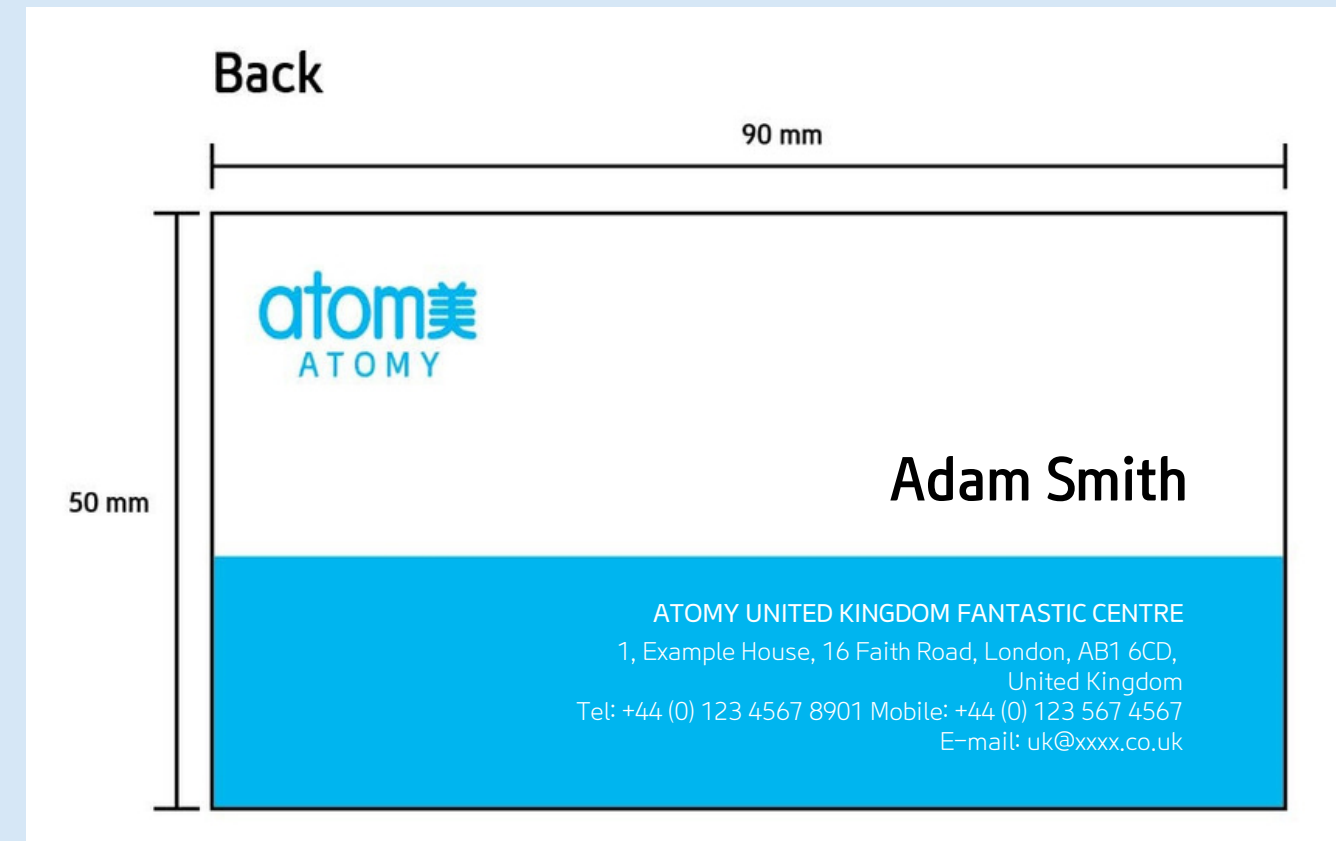 Back
90 mm
atom美
ATOMY
50 mm
Adam Smith
ATOMY UNITED KINGDOM FANTASTIC CENTRE
1, Example House, 16 Faith Road, London, AB1 6CD,
United Kingdom
Tel: +44 (0) 123 4567 8901 Mobile: +44 (0) 123 567 4567
E-mail: uk@xxxx.co.uk